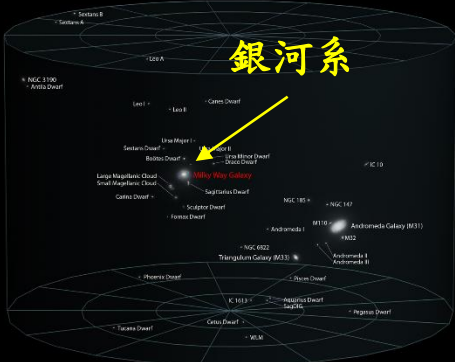 Sextans B
Sextans A
銀河系
Leo A
NGC 3190
Antlia Dwarf
Leo I
Leo II
Canes Dwarf
Ursa Major I
Ursa Major II
Sextans Dwarf
Ursa Minor Dwarf
Draco Dwarf
Boötes Dwarf
IC 10
Milky Way Galaxy
Large Magellanic Cloud
Small Magellanic Cloud
Sagittarius Dwarf
Carina Dwarf
Sculptor Dwarf
Fornax Dwarf
NGC 185
NGC 147
M110
Andromeda Galaxy (M31)
Andromeda I
M32
NGC 6822
Triangulum Galaxy (M33)
Andromeda II
Andromeda III
Phoenix Dwarf
Pisces Dwarf
IC 1613
Aquarius Dwarf
SagDIG
Pegasus Dwarf
Cetus Dwarf
Tucana Dwarf
WLM